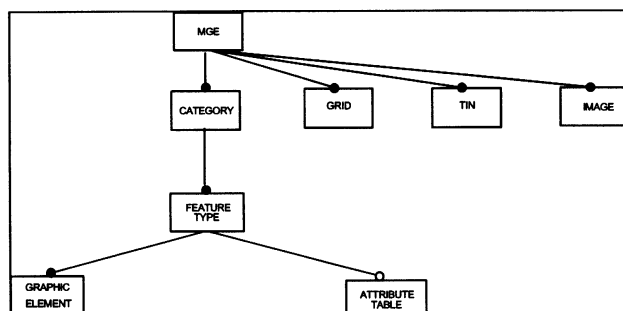 MGE
CATEGORY
GRID
TIN
IMAGE
FEATURE
TYPE
GRAPHIC
ELEMENT
ATTRIBUTE
TABLE